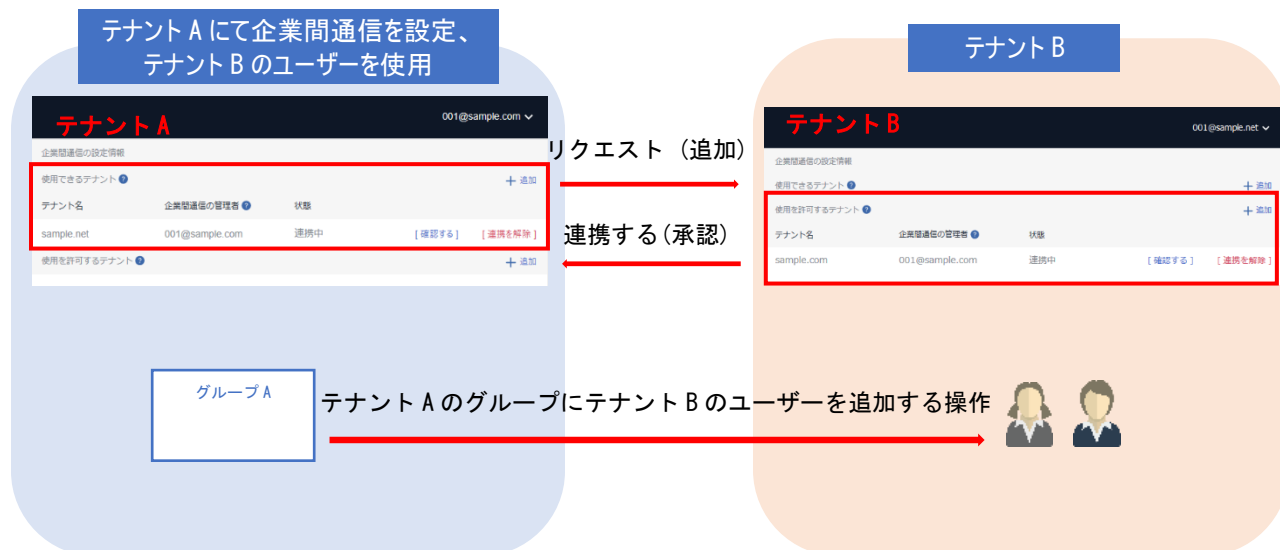 テナント A にて企業間通信を設定、
テナント B のユーザーを使用
テナント B
テナント A
001@sample.com
企業間通信の設定情報
使用できるテナント ?
＋ 追加
テナント名 企業間通信の管理者 ? 状態
sample.net 001@sample.com 連携中 [ 確認する ] [ 連携を解除 ]
使用を許可するテナント ?
＋ 追加
リクエスト（追加）
連携する(承認)
テナント B
001@sample.net
企業間通信の設定情報
使用できるテナント ?
＋ 追加
使用を許可するテナント ?
＋ 追加
テナント名 企業間通信の管理者 ? 状態
sample.com 001@sample.com 連携中 [ 確認する ] [ 連携を解除 ]
グループ A
テナント A のグループにテナント B のユーザーを追加する操作